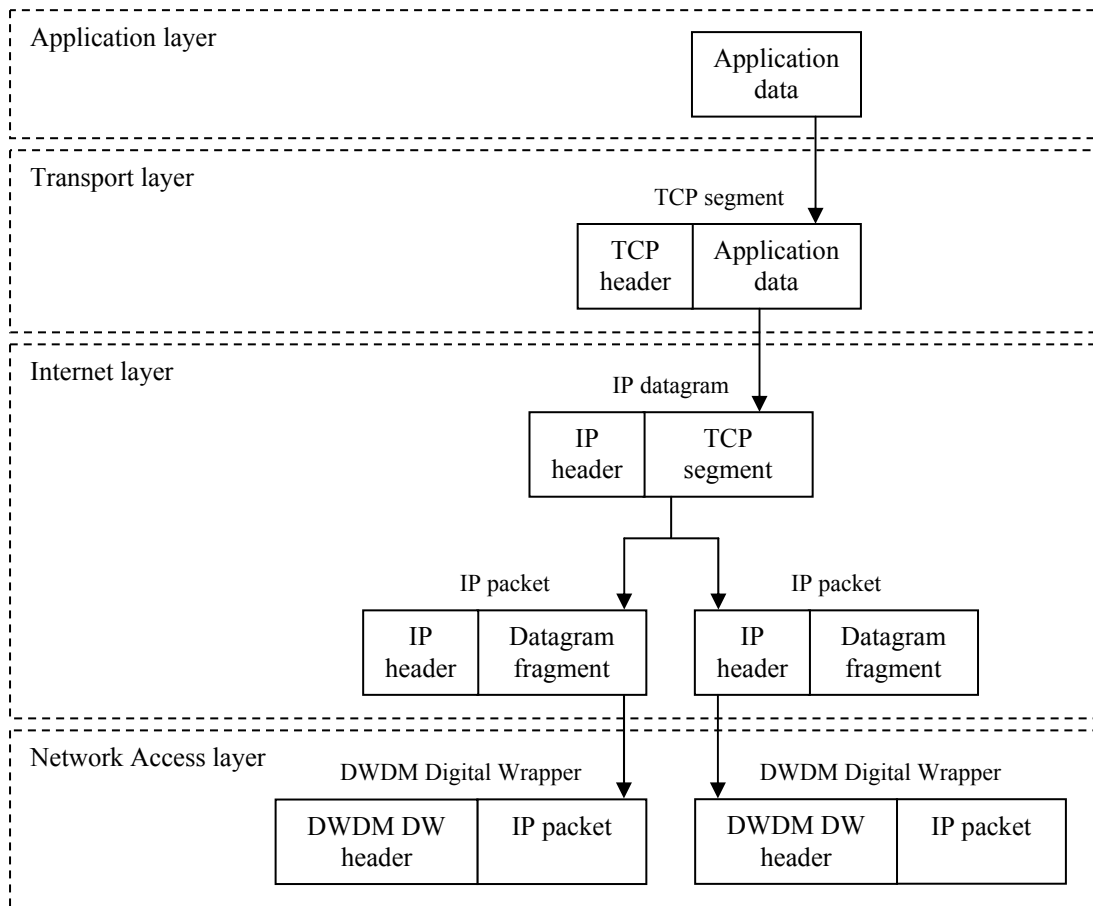 Application layer
Application
data
Transport layer
TCP segment
TCP
header
Application
data
Internet layer
IP datagram
IP
header
TCP
segment
IP packet
IP packet
IP
header
Datagram
fragment
IP
header
Datagram
fragment
Network Access layer
DWDM Digital Wrapper
DWDM Digital Wrapper
DWDM DW
header
IP packet
DWDM DW
header
IP packet